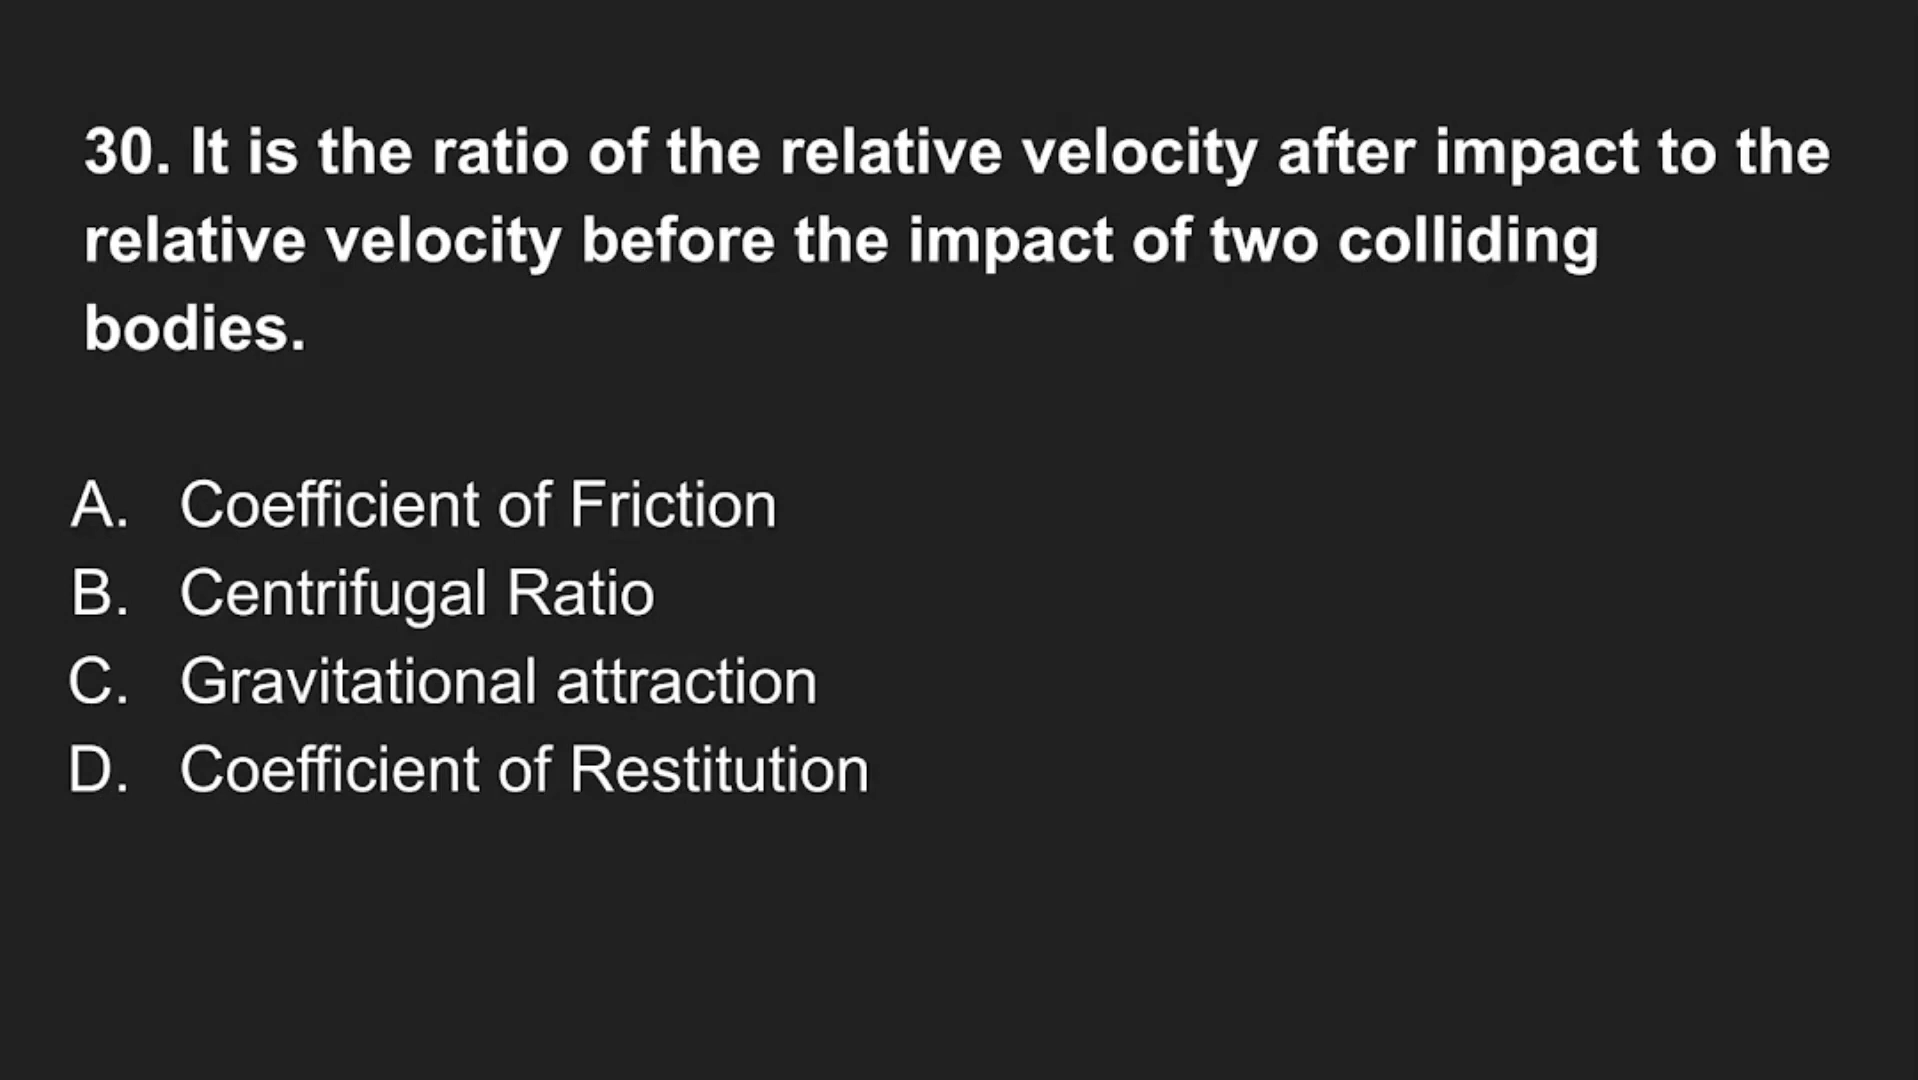 30. It is the ratio of the relative velocity after impact to the
relative velocity before the impact of two colliding
bodies.
A. Coefficient of Friction
B. Centrifugal Ratio
C. Gravitational attraction
D. Coefficient of Restitution